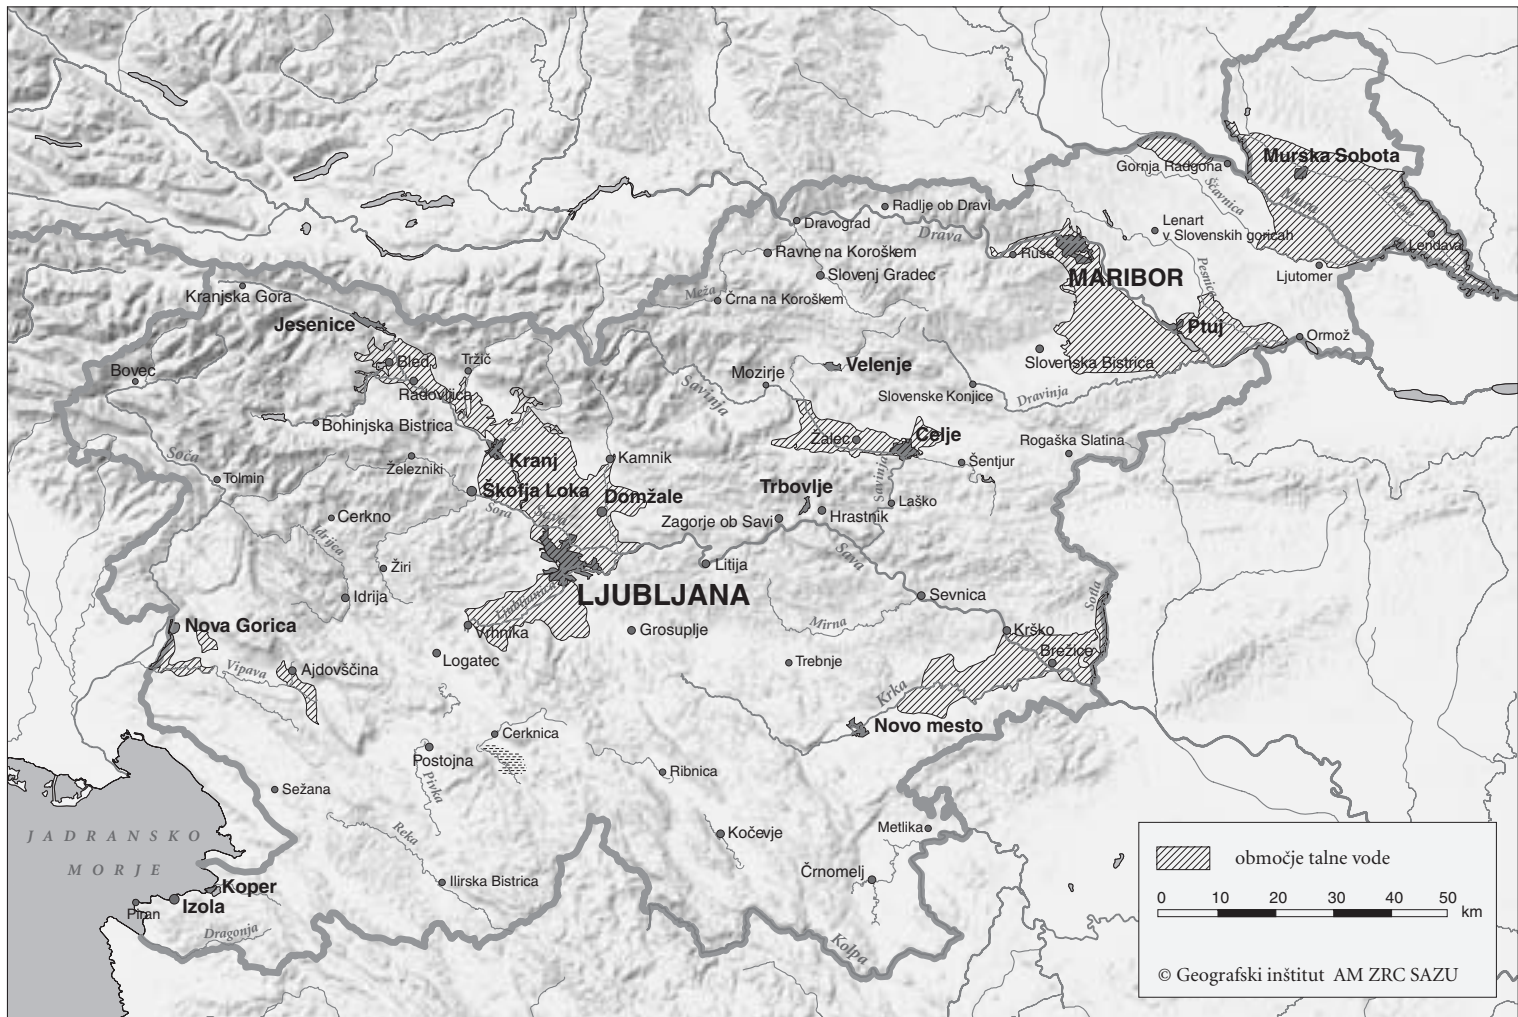 Murska Sobota
Gornja Radgona
Ščavnica
Mura
Ledava
Radlje ob Dravi
Dravograd
Drava
Lenart
v Slovenskih goricah
Lendava
Ravne na Koroškem
Ruše
Slovenj Gradec
MARIBOR
Pesnica
Ljutomer
Kranjska Gora
Meža
Črna na Koroškem
Jesenice
Ptuj
Ormož
Bled
Tržič
Bovec
Velenje
Slovenska Bistrica
Mozirje
Savinja
Radovljica
Slovenske Konjice
Dravinja
Bohinjska Bistrica
Žalec
Celje
Rogaška Slatina
Soča
Kranj
Kamnik
Železniki
Šentjur
Tolmin
Škofja Loka
Domžale
Trbovlje
Savinja
Laško
Sora
Sava
Cerkno
Zagorje ob Savi
Hrastnik
Idrijca
Sava
Žiri
Litija
Idrija
LJUBLJANA
Ljubljanica
Sevnica
Sotla
Nova Gorica
Vrhnika
Grosuplje
Mirna
Krško
Brežice
Logatec
Trebnje
Vipava
Ajdovščina
Krka
Novo mesto
Cerknica
Postojna
Ribnica
Pivka
Sežana
JADRANSKO
MORJE
Reka
Kočevje
Metlika
Črnomelj
Koper
Ilirska Bistrica
Izola
Piran
Dragonja
Kolpa
območje talne vode
0 10 20 30 40 50 km
© Geografski inštitut AM ZRC SAZU